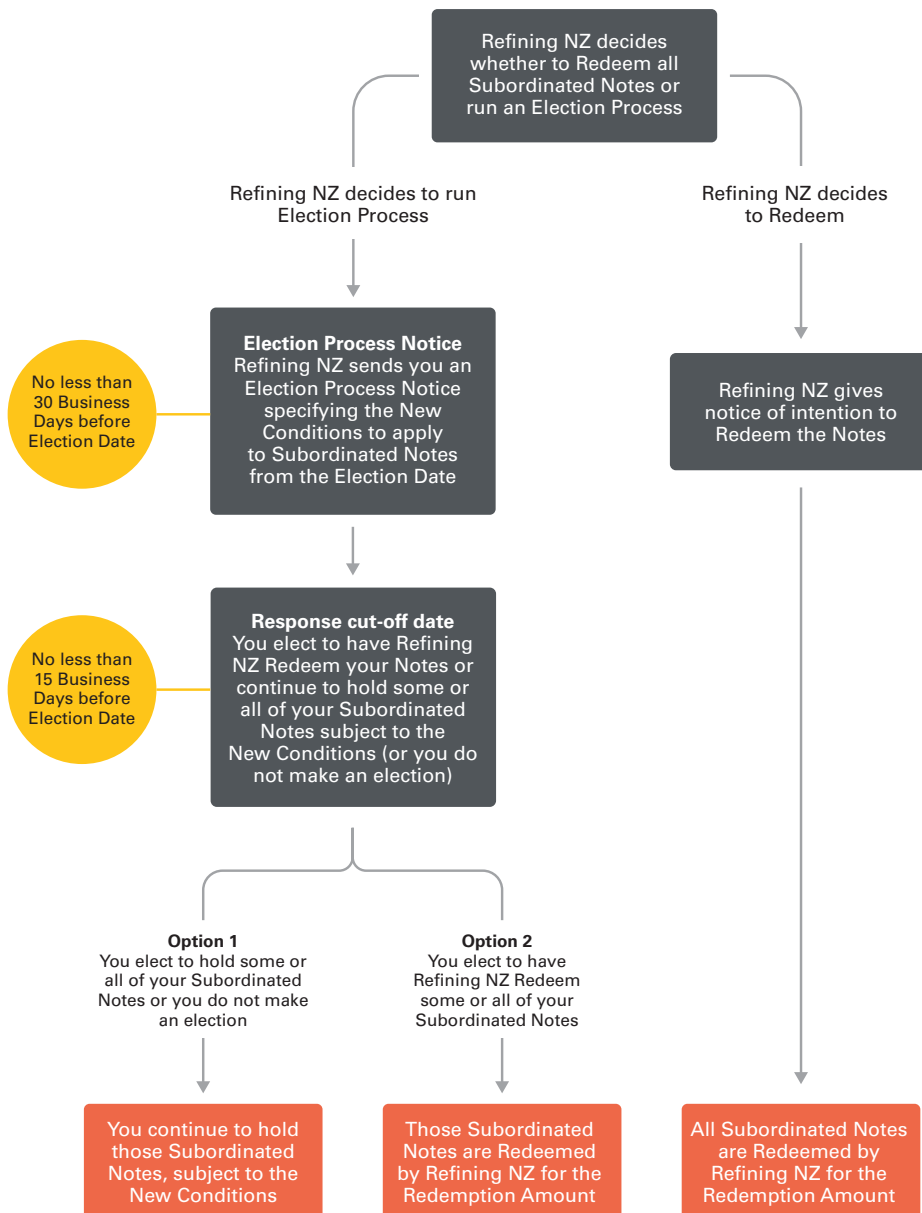 Refining NZ decides
whether to Redeem all
Subordinated Notes or
run an Election Process
Refining NZ decides to run
Election Process
Refining NZ decides
to Redeem
No less than
30 Business
Days before
Election Date
Election Process Notice
Refining NZ sends you an
Election Process Notice
specifying the New
Conditions to apply
to Subordinated Notes
from the Election Date
Refining NZ gives
notice of intention to
Redeem the Notes
No less than
15 Business
Days before
Election Date
Response cut-off date
You elect to have Refining
NZ Redeem your Notes or
continue to hold some or
all of your Subordinated
Notes subject to the
New Conditions (or you do
not make an election)
Option 1
You elect to hold some or
all of your Subordinated
Notes or you do not make
an election
Option 2
You elect to have
Refining NZ Redeem
some or all of your
Subordinated Notes
You continue to hold
those Subordinated
Notes, subject to the
New Conditions
Those Subordinated
Notes are Redeemed
by Refining NZ for the
Redemption Amount
All Subordinated Notes
are Redeemed by
Refining NZ for the
Redemption Amount